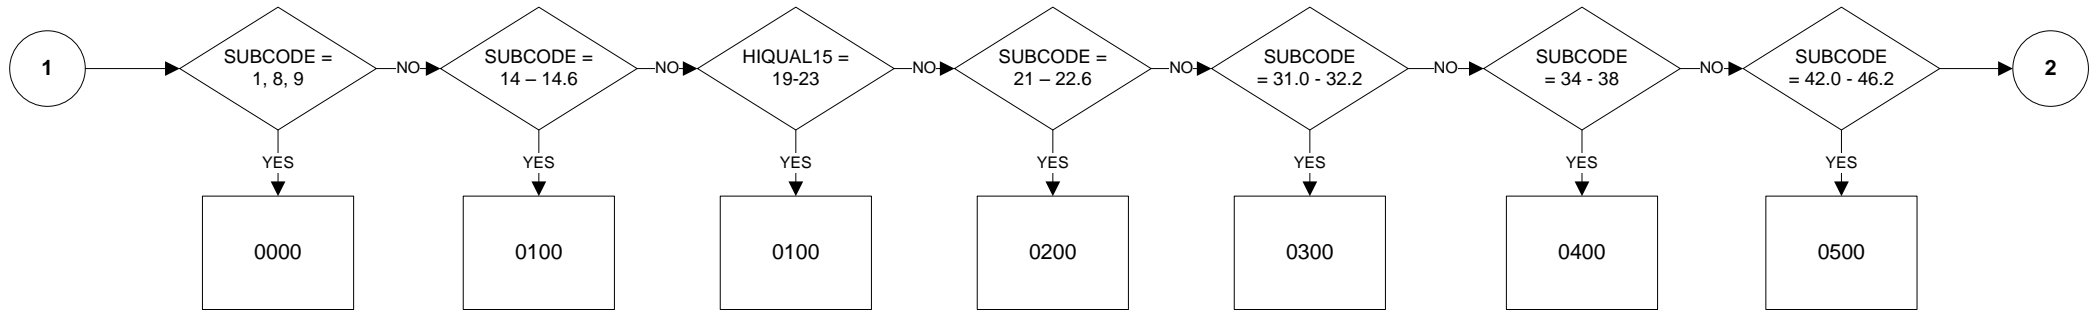 1
SUBCODE =
1, 8, 9
NO
SUBCODE =
14 – 14.6
NO
HIQUAL15 =
19-23
NO
SUBCODE =
21 – 22.6
NO
SUBCODE
= 31.0 - 32.2
NO
SUBCODE
= 34 - 38
NO
SUBCODE
= 42.0 - 46.2
2
YES
YES
YES
YES
YES
YES
YES
0000
0100
0100
0200
0300
0400
0500